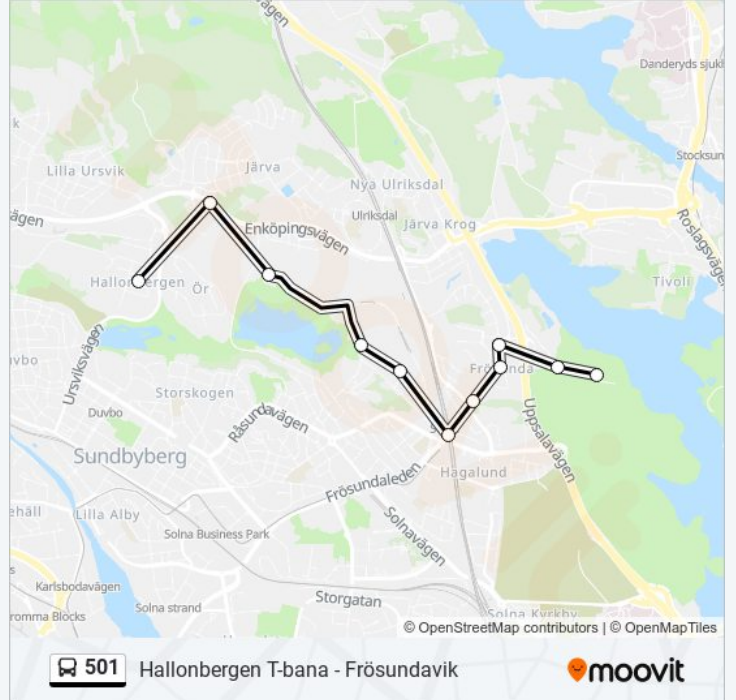 vägen
Danderyds sjukl
k
Stocksun
Lilla Ursvik
Järva
Nya Ulriksdal
Ulriksdal
ägen
Enköpingsvägen
Järva Krog
Roslagsväge
Hallonbergen
Ör
Tivoli
Ursviksvägen
vbo
Frösunda
Storskogen
Duvbo
Råsundavägen
Uppsalavägen
Sundbyberg
Hagalund
Frösundaleden
ehäll
Lilla Alby
Solna Business Park
Solnavägen
s
Karlsbodavägen
Storgatan
romma Blocks
Solna strand
Solna Kyrkby
© OpenStreetMap contributors | © OpenMapTiles
501 Hallonbergen T-bana - Frösundavik
moovit